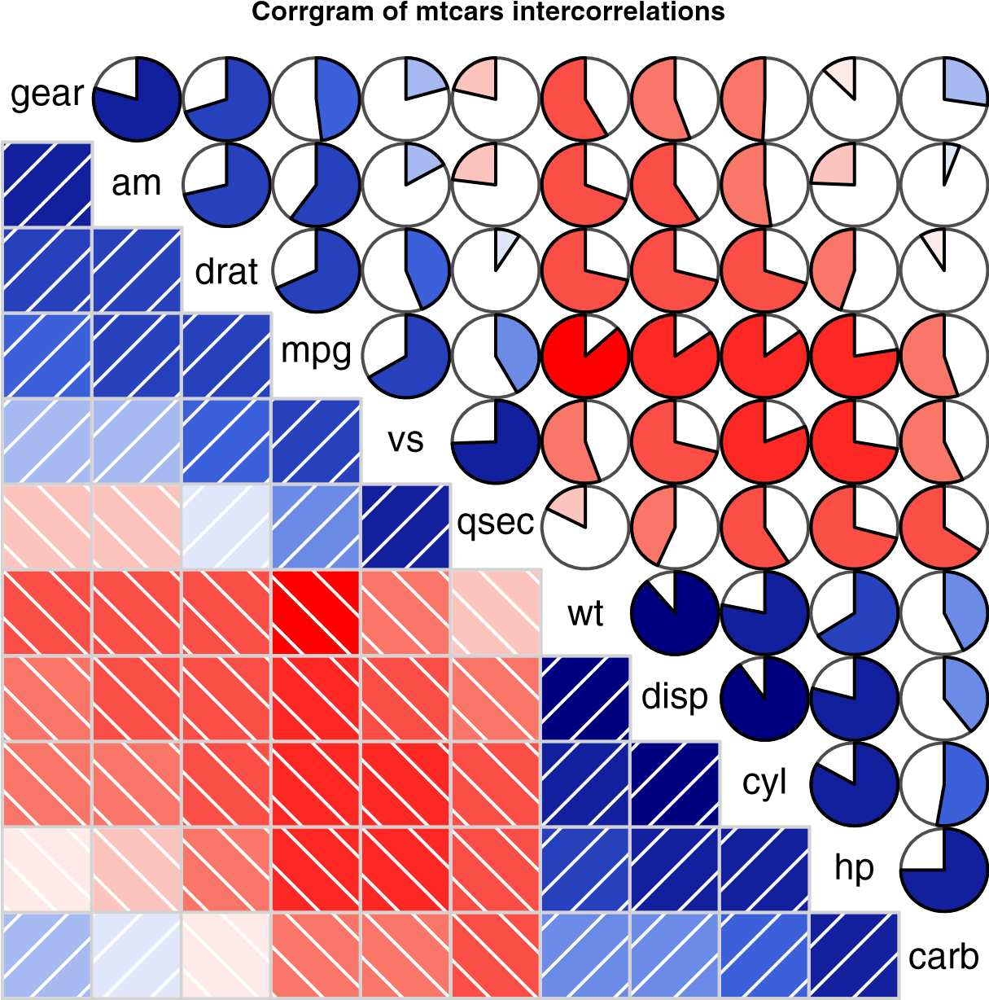 Corrgram of mtcars intercorrelations
gear
am
drat
mpg
vs
qsec
wt
disp
cyl
hp
carb